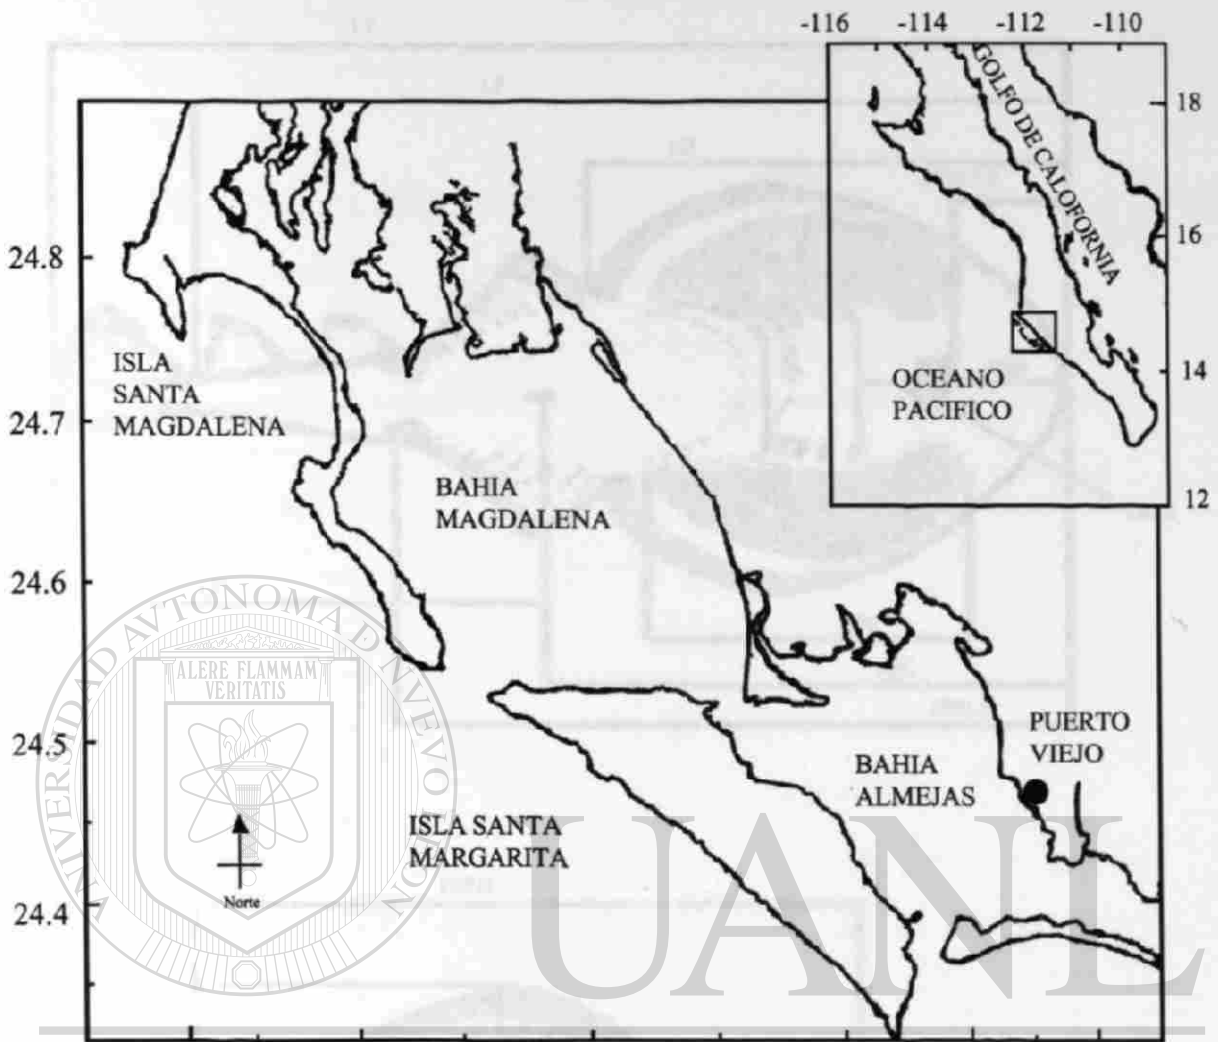 -116 -114 -112 -110
18
16
14
12
GOLFO DE CALOFORNIA
OCEANO
PACIFICO
24.8
24.7
24.6
24.5
24.4
ISLA
SANTA
MAGDALENA
BAHIA
MAGDALENA
PUERTO
VIEJO
BAHIA
ALMEJAS
ISLA SANTA
MARGARITA
Norte
UNIVERSIDAD AVTONOMA DE NVEVO LEON
ALERE FLAMMAM
VERITATIS
UANL